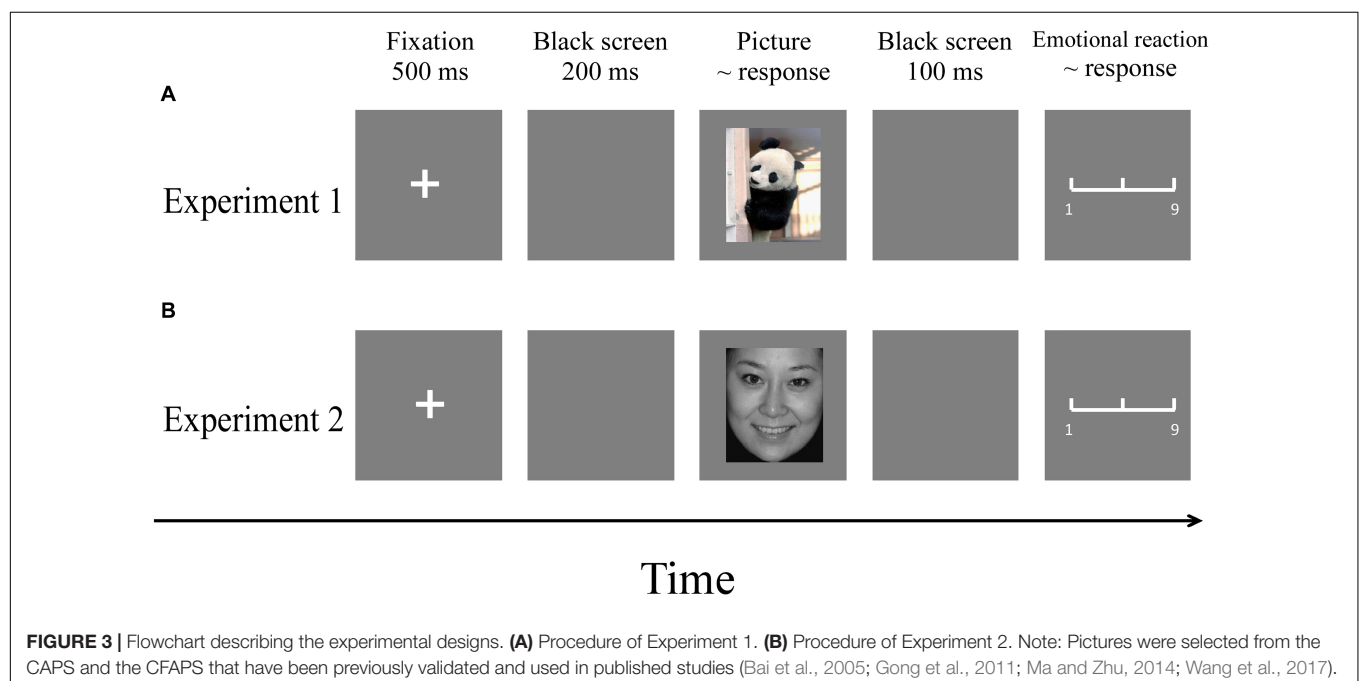 Fixation
500 ms
Black screen
200 ms
Picture
~ response
Black screen
100 ms
Emotional reaction
~ response
A
Experiment 1
1 9
B
Experiment 2
1 9
Time
FIGURE 3 | Flowchart describing the experimental designs. (A) Procedure of Experiment 1. (B) Procedure of Experiment 2. Note: Pictures were selected from the
CAPS and the CFAPS that have been previously validated and used in published studies (Bai et al., 2005; Gong et al., 2011; Ma and Zhu, 2014; Wang et al., 2017).